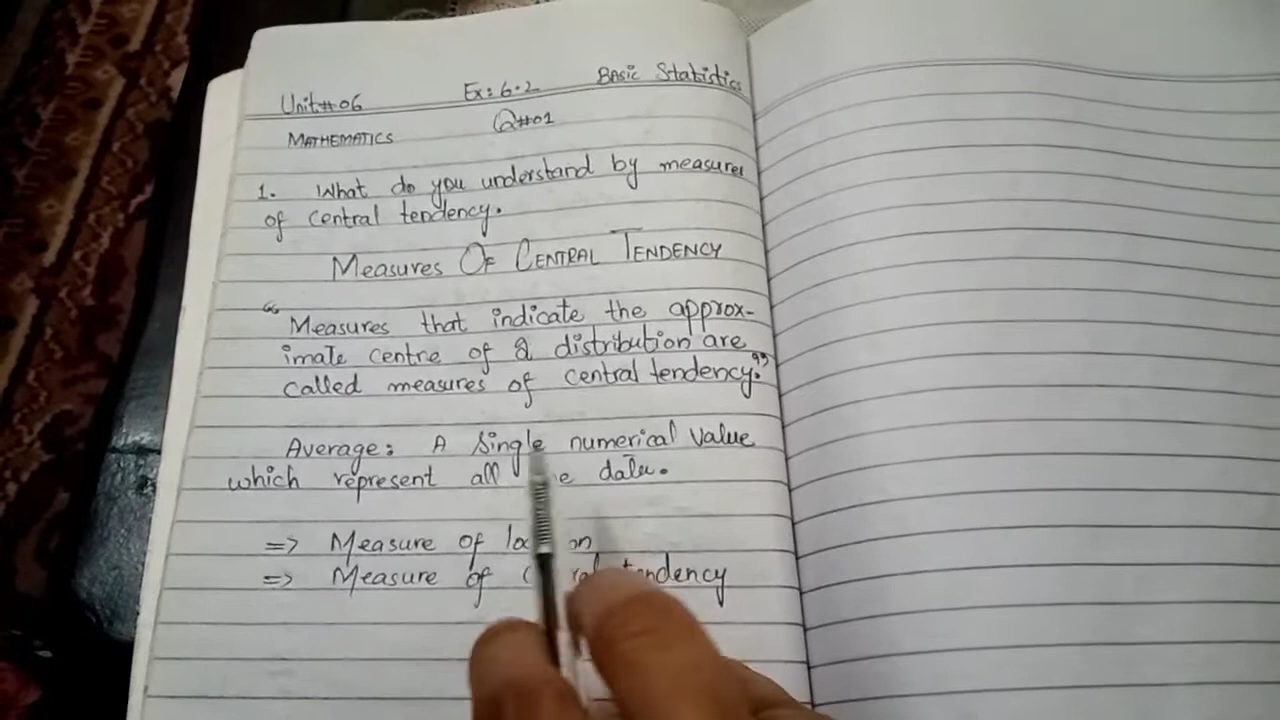 Unit#06 Ex: 6.2 Basic Statistics
MATHEMATICS Q#01
1. What do you understand by measures
of central tendency.
Measures Of Central Tendency
“Measures that indicate the approx-
imate centre of a distribution are
called measures of central tendency.”
Average: A single numerical value
which represent all data.
=> Measure of
=> Measure of tendency